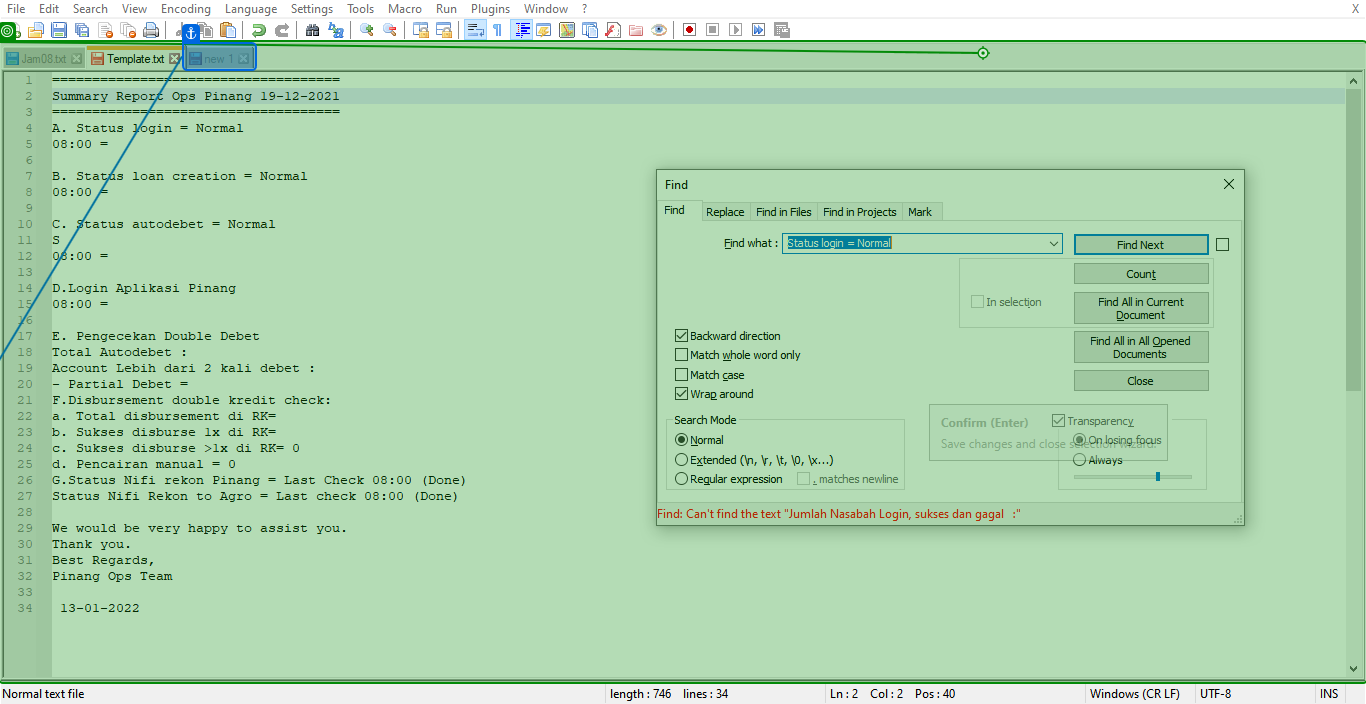 File Edit Search View Encoding Language Settings Tools Macro Run Plugins Window ? X
Jam08.txt Template.txt new 1
1 ====================================
2 Summary Report Ops Pinang 19-12-2021
3 ====================================
4 A. Status login = Normal
5 08:00 =
6
7 B. Status loan creation = Normal
8 08:00 =
9
10 C. Status autodebet = Normal
11 S
12 08:00 =
13
14 D.Login Aplikasi Pinang
15 08:00 =
16
17 E. Pengecekan Double Debet
18 Total Autodebet :
19 Account Lebih dari 2 kali debet :
20 - Partial Debet =
21 F.Disbursement double kredit check:
22 a. Total disbursement di RK=
23 b. Sukses disburse 1x di RK=
24 c. Sukses disburse >1x di RK= 0
25 d. Pencairan manual = 0
26 G.Status Nifi rekon Pinang = Last Check 08:00 (Done)
27 Status Nifi Rekon to Agro = Last check 08:00 (Done)
28
29 We would be very happy to assist you.
30 Thank you.
31 Best Regards,
32 Pinang Ops Team
33
34 13-01-2022
Find
Find Replace Find in Files Find in Projects Mark
Find what : Status login = Normal Find Next
Count
In selection
Find All in Current
Document
Find All in All Opened
Documents
Close
Backward direction
Match whole word only
Match case
Wrap around
Search Mode
Normal
Extended (\n, \r, \t, \0, \x...)
Regular expression . matches newline
Confirm (Enter)
Save changes and close selection wizard.
Transparency
On losing focus
Always
Find: Can't find the text "Jumlah Nasabah Login, sukses dan gagal :"
Normal text file length : 746 lines : 34 Ln : 2 Col : 2 Pos : 40 Windows (CR LF) UTF-8 INS